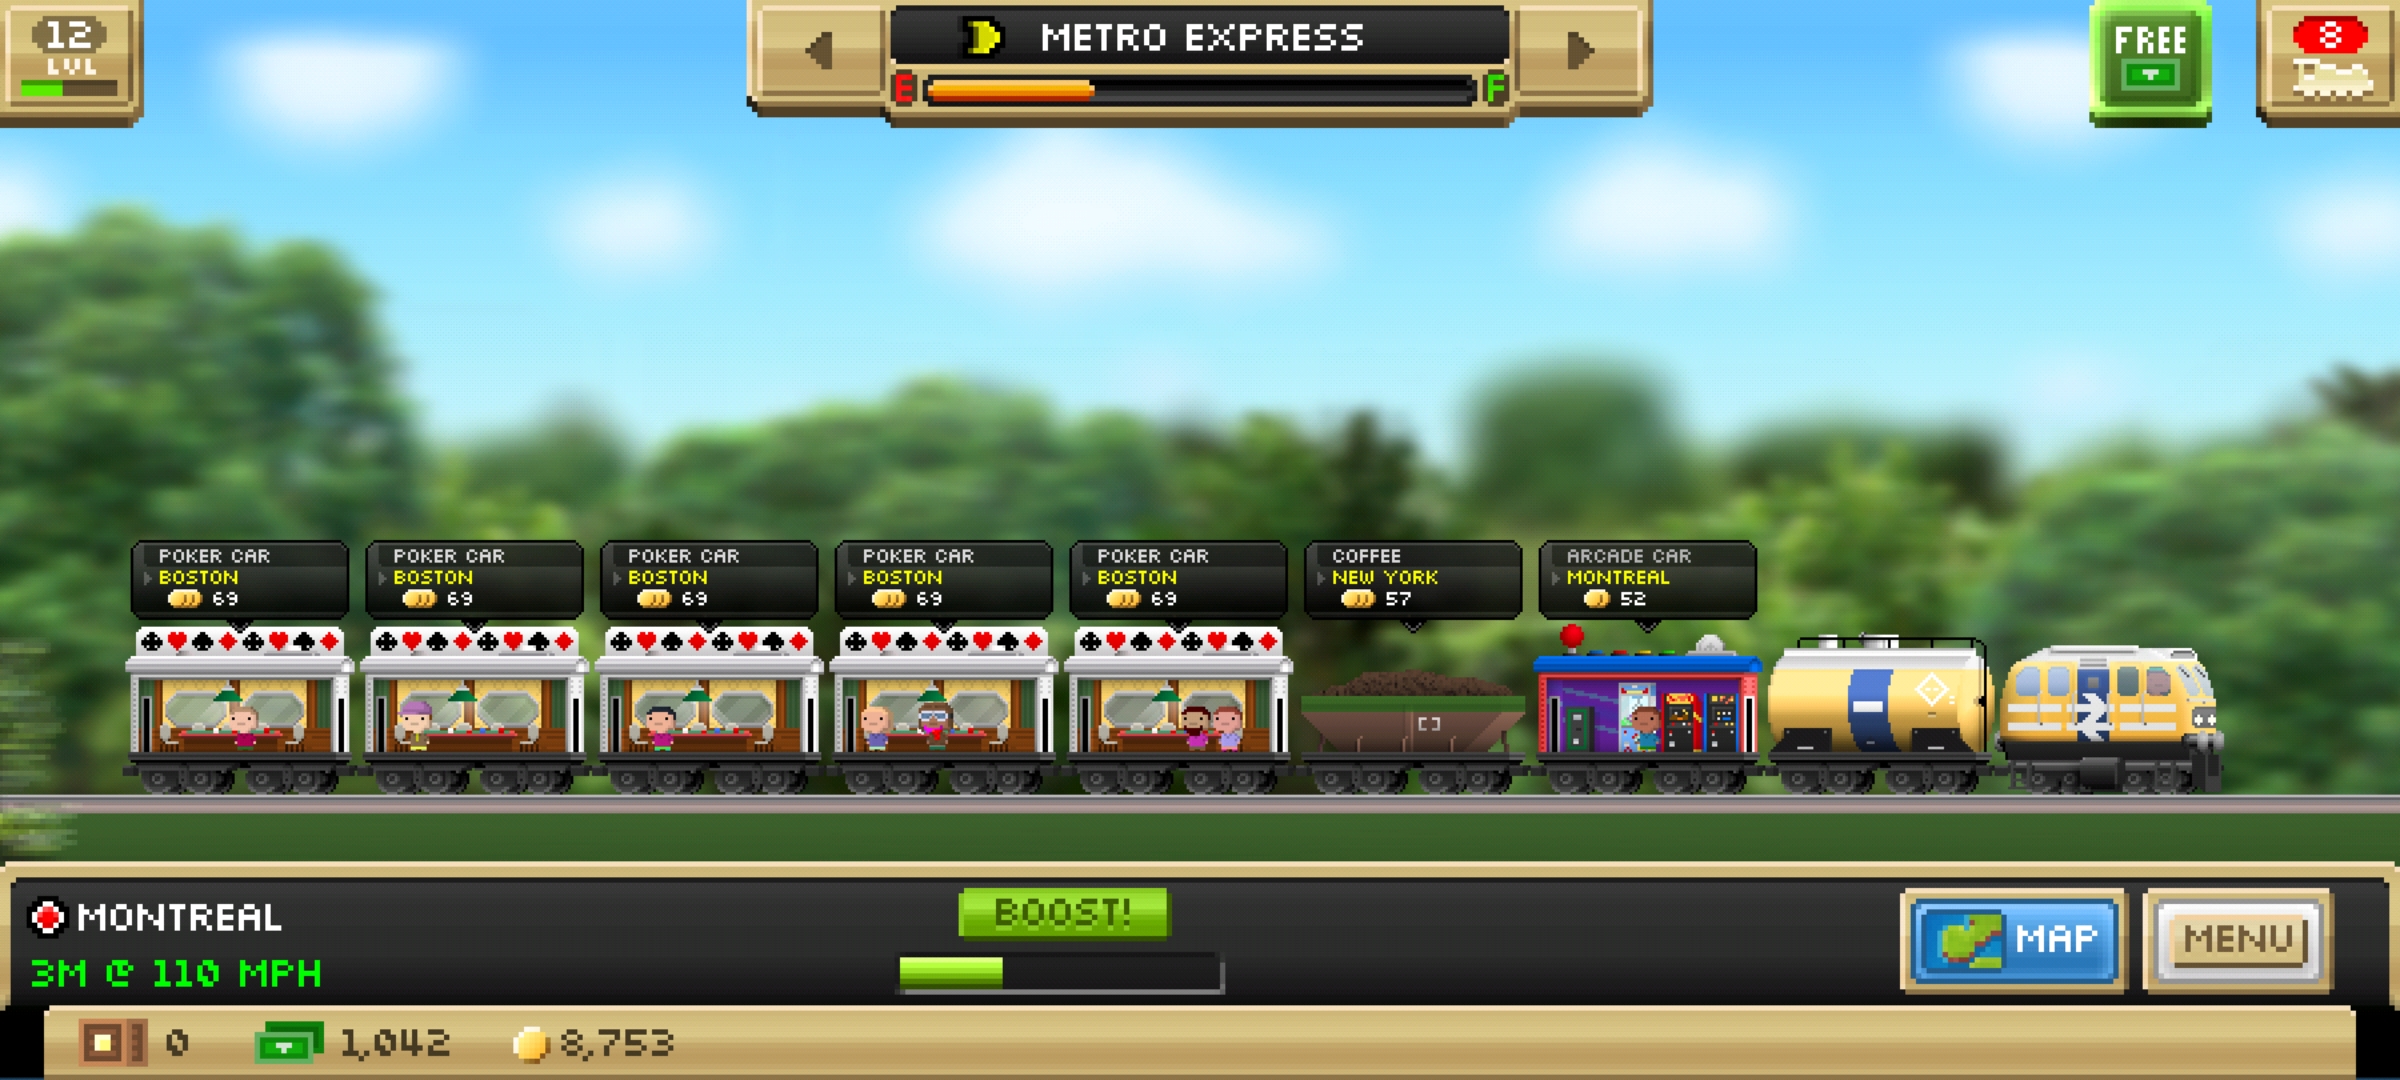 12
LVL
METRO EXPRESS
E F
FREE
8
POKER CAR
BOSTON
69
POKER CAR
BOSTON
69
POKER CAR
BOSTON
69
POKER CAR
BOSTON
69
POKER CAR
BOSTON
69
COFFEE
NEW YORK
57
ARCADE CAR
MONTREAL
52
MONTREAL
3M @ 110 MPH
BOOST!
MAP
MENU
0
1,042
8,753